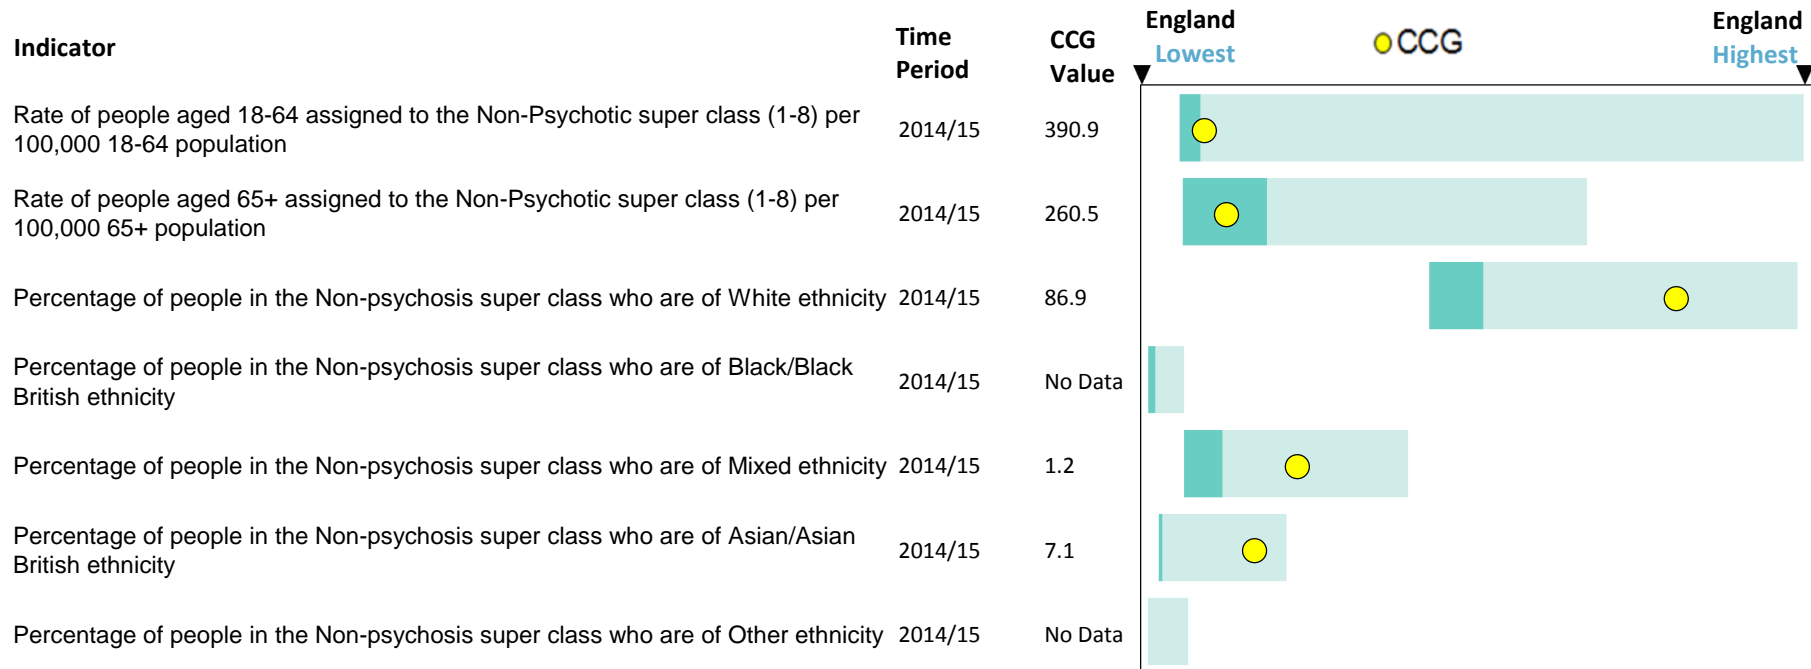 Indicator
Time
Period
CCG
Value
England
Lowest
CCG
England
Highest
Rate of people aged 18-64 assigned to the Non-Psychotic super class (1-8) per
100,000 18-64 population
2014/15
390.9
Rate of people aged 65+ assigned to the Non-Psychotic super class (1-8) per
100,000 65+ population
2014/15
260.5
Percentage of people in the Non-psychosis super class who are of White ethnicity 2014/15 86.9
Percentage of people in the Non-psychosis super class who are of Black/Black
British ethnicity
2014/15
No Data
Percentage of people in the Non-psychosis super class who are of Mixed ethnicity 2014/15 1.2
Percentage of people in the Non-psychosis super class who are of Asian/Asian
British ethnicity
2014/15
7.1
Percentage of people in the Non-psychosis super class who are of Other ethnicity 2014/15 No Data